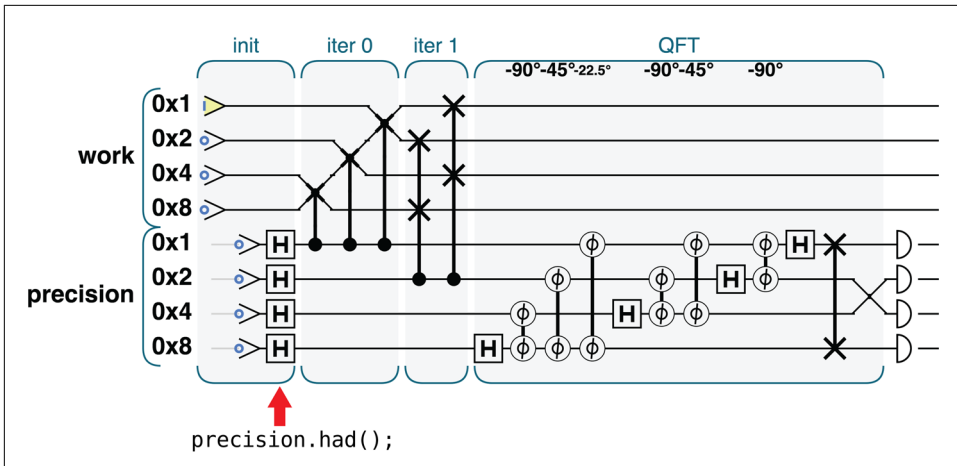 init iter 0 iter 1 QFT
-90°-45°-22.5° -90°-45° -90°
0x1
0x2
work
0x4
0x8
0x1
H H
0x2
H H
precision
0x4
H H
0x8
H H
ϕ ϕ ϕ
ϕ ϕ ϕ
ϕ ϕ ϕ
ϕ ϕ ϕ
precision.had();